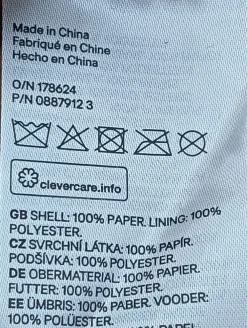 Made in China
Fabriqué en Chine
Hecho en China
O/N 178624
P/N 0887912 3
clevercare.info
GB SHELL: 100% PAPER. LINING: 100%
POLYESTER.
CZ SVRCHNÍ LÁTKA: 100% PAPÍR.
PODŠÍVKA: 100% POLYESTER.
DE OBERMATERIAL: 100% PAPIER.
FUTTER: 100% POLYESTER.
EE ÜMBRIS: 100% PABER. VOODER:
100% POLÜESTER.